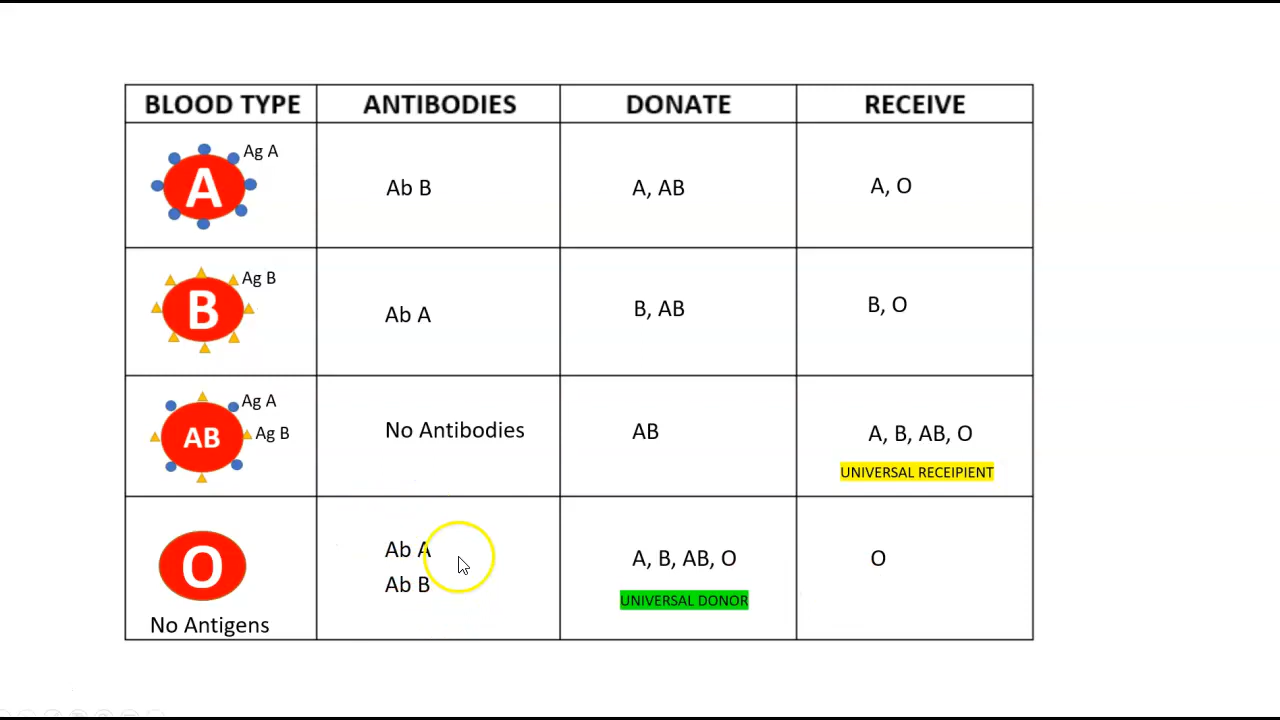 BLOOD TYPE
ANTIBODIES
DONATE
RECEIVE
A
Ag A
Ab B
A, AB
A, O
B
Ag B
Ab A
B, AB
B, O
AB
Ag A
Ag B
No Antibodies
AB
A, B, AB, O
UNIVERSAL RECEIPIENT
O
No Antigens
Ab A
Ab B
A, B, AB, O
UNIVERSAL DONOR
O